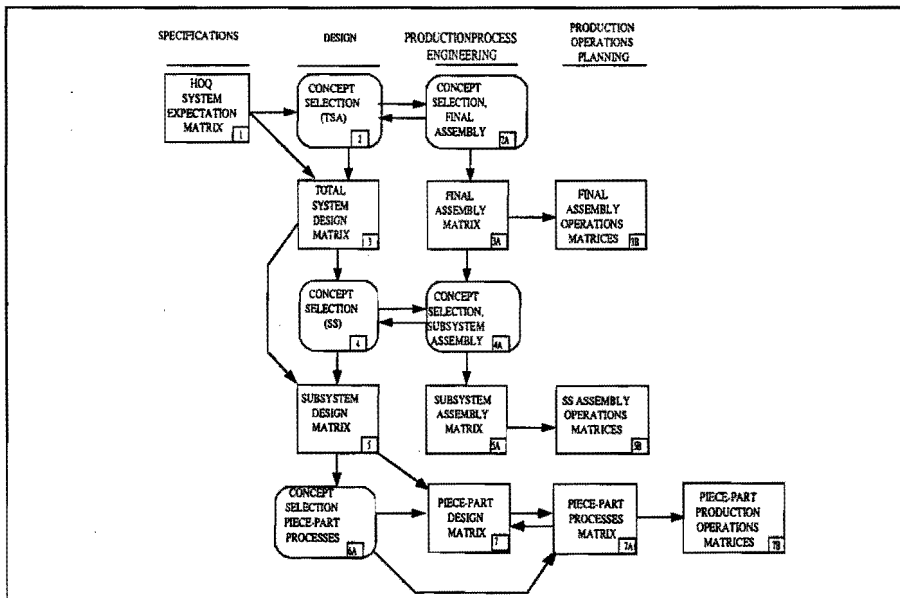 SPECIFICATIONS
DESIGN
PRODUCTIONPROCESS
ENGINEERING
PRODUCTION
OPERATIONS
PLANNING
HOQ
SYSTEM
EXPECTATION
MATRIX
1
CONCEPT
SELECTION
(TSA)
2
CONCEPT
SELECTION,
FINAL
ASSEMBLY
2A
TOTAL
SYSTEM
DESIGN
MATRIX
3
FINAL
ASSEMBLY
MATRIX
3A
FINAL
ASSEMBLY
OPERATIONS
MATRICES
3B
CONCEPT
SELECTION
(SS)
4
CONCEPT
SELECTION,
SUBSYSTEM
ASSEMBLY
4A
SUBSYSTEM
DESIGN
MATRIX
5
SUBSYSTEM
ASSEMBLY
MATRIX
5A
SS ASSEMBLY
OPERATIONS
MATRICES
5B
CONCEPT
SELECTION
PIECE-PART
PROCESSES
6A
PIECE-PART
DESIGN
MATRIX
7
PIECE-PART
PROCESSES
MATRIX
7A
PIECE-PART
PRODUCTION
OPERATIONS
MATRICES
7B